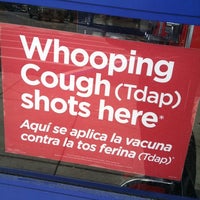 Whooping
Cough (Tdap)
shots here*
Aquí se aplica la vacuna
contra la tos ferina (Tdap)*